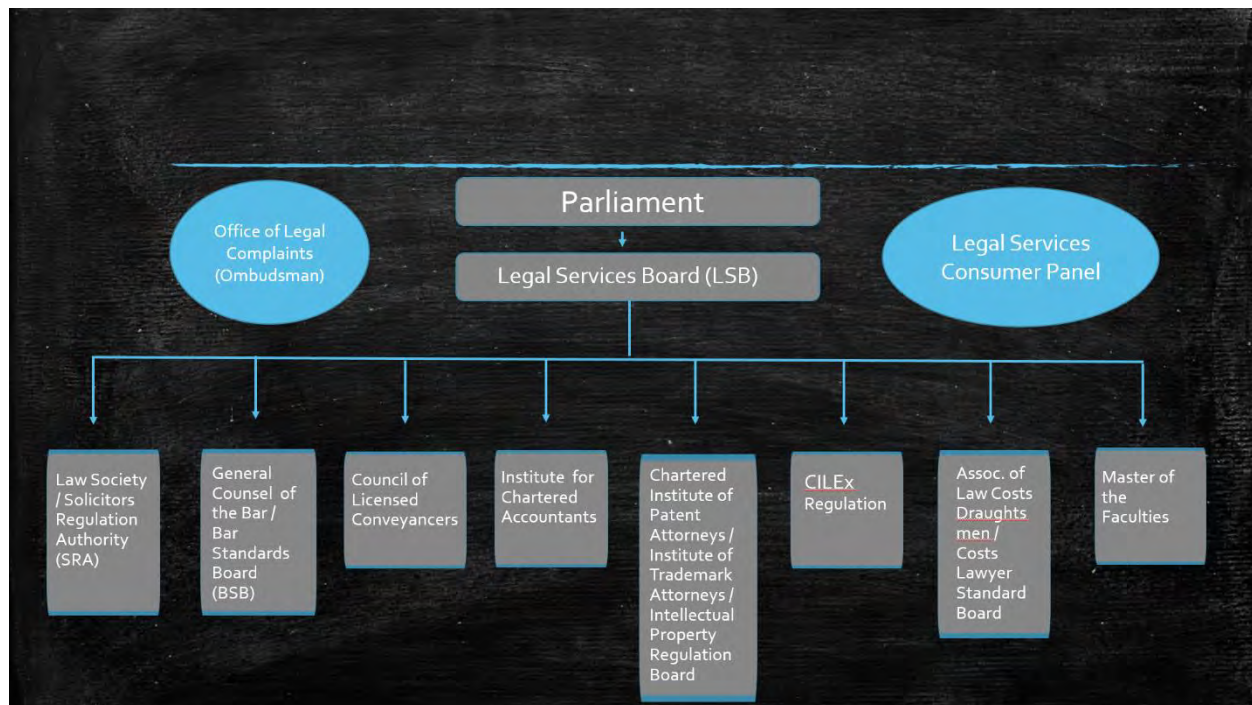 Parliament
Office of Legal
Complaints
(Ombudsman)
Legal Services
Consumer Panel
Legal Services Board (LSB)
Law Society
/ Solicitors
Regulation
Authority
(SRA)
General
Counsel of
the Bar /
Bar
Standards
Board
(BSB)
Council of
Licensed
Conveyancers
Institute for
Chartered
Accountants
Chartered
Institute of
Patent
Attorneys /
Institute of
Trademark
Attorneys /
Intellectual
Property
Regulation
Board
CILEx
Regulation
Assoc. of
Law Costs
Draughts
men /
Costs
Lawyer
Standard
Board
Master of
the
Faculties